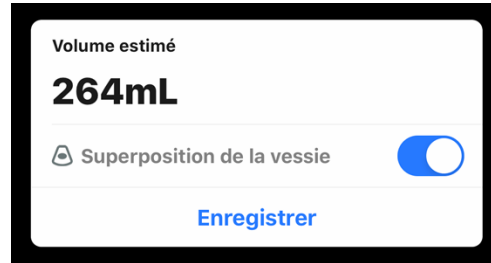 Volume estimé
264mL
Superposition de la vessie
Enregistrer